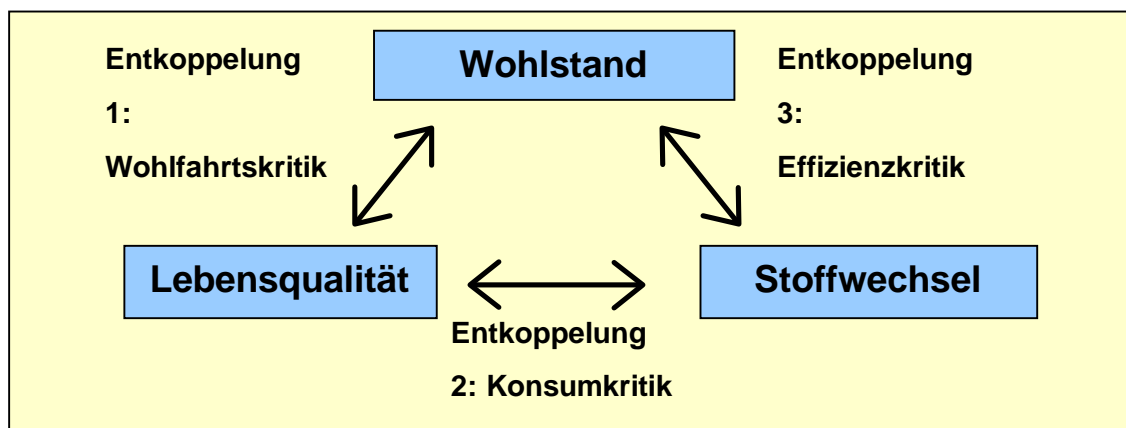 Entkoppelung
1:
Wohlfahrtskritik
Wohlstand
Entkoppelung
3:
Effizienzkritik
Lebensqualität
Stoffwechsel
Entkoppelung
2: Konsumkritik